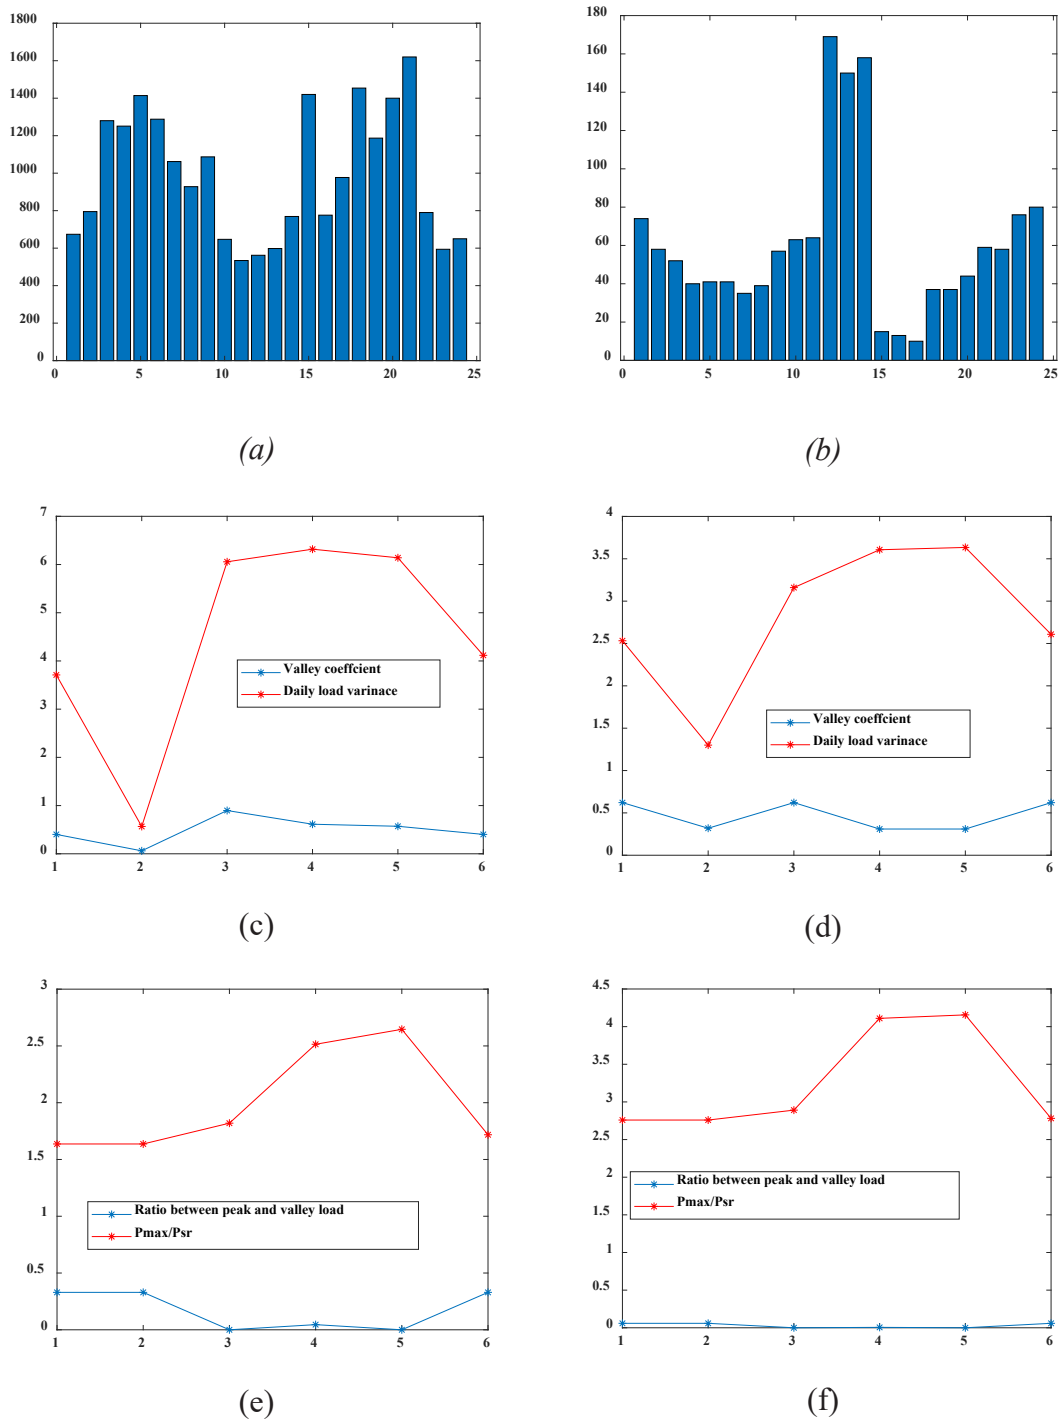 1800
1600
1400
1200
1000
800
600
400
200
0
0 5 10 15 20 25
(a)
180
160
140
120
100
80
60
40
20
0
0 5 10 15 20 25
(b)
7
6
5
4
3
2
1
0
1 2 3 4 5 6
Valley coeffcient
Daily load varinace
(c)
4
3.5
3
2.5
2
1.5
1
0.5
0
1 2 3 4 5 6
Valley coeffcient
Daily load varinace
(d)
3
2.5
2
1.5
1
0.5
0
1 2 3 4 5 6
Ratio between peak and valley load
Pmax/Psr
(e)
4.5
4
3.5
3
2.5
2
1.5
1
0.5
0
1 2 3 4 5 6
Ratio between peak and valley load
Pmax/Psr
(f)